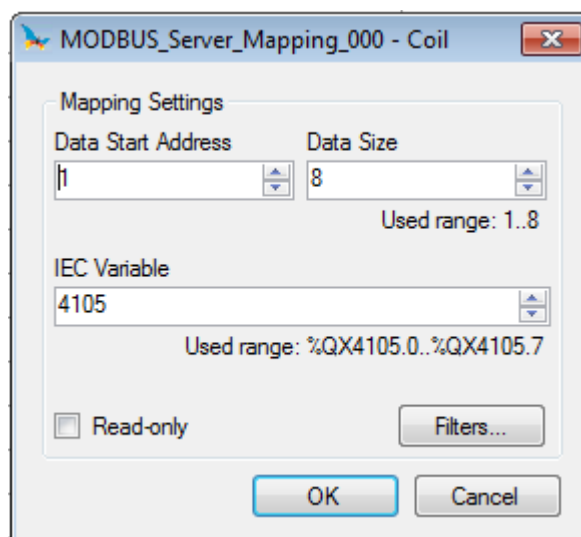 MODBUS_Server_Mapping_000 - Coil
Mapping Settings
Data Start Address Data Size
1 8
Used range: 1..8
IEC Variable
4105
Used range: %QX4105.0..%QX4105.7
Read-only Filters...
OK Cancel